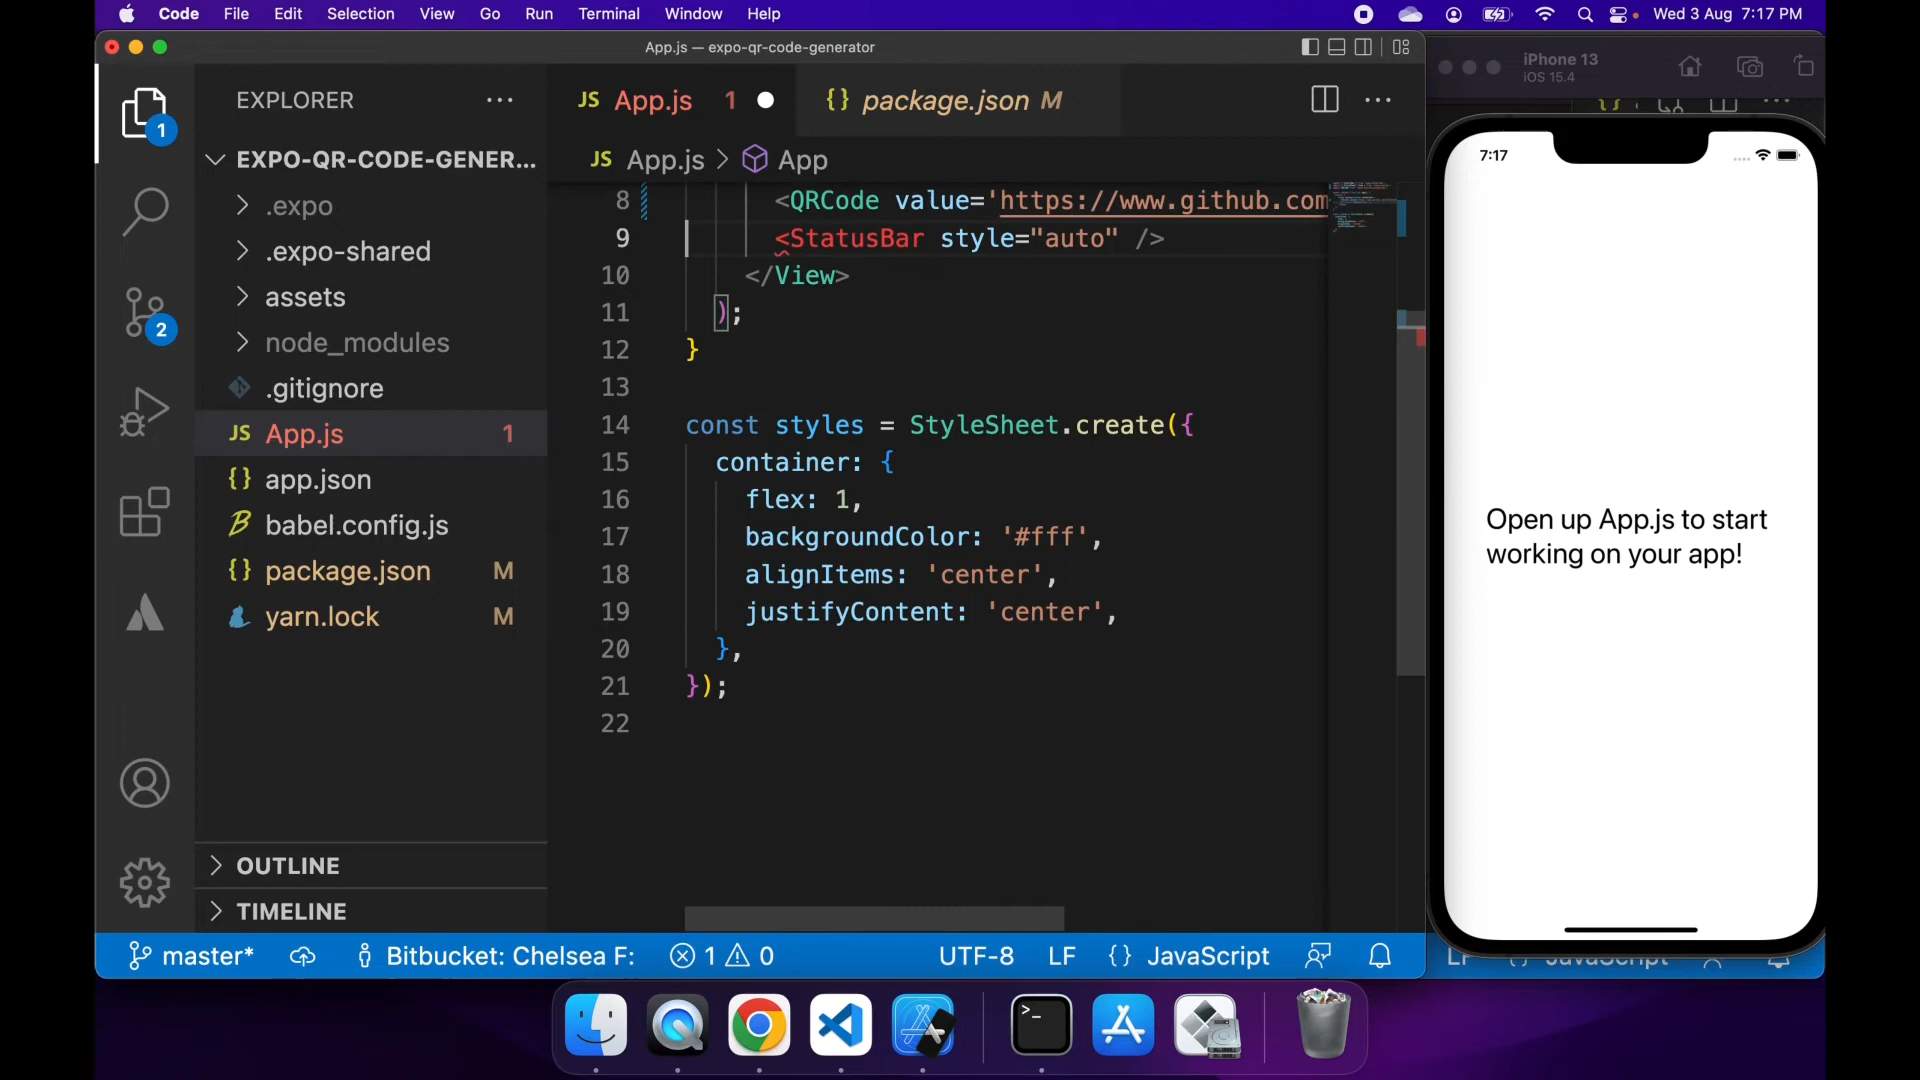 Code File Edit Selection View Go Run Terminal Window Help Wed 3 Aug 7:17 PM
App.js — expo-qr-code-generator
iPhone 13
iOS 15.4
EXPLORER
EXPO-QR-CODE-GENER...
.expo
.expo-shared
assets
node_modules
.gitignore
JS App.js 1
{} app.json
babel.config.js
{} package.json M
yarn.lock M
OUTLINE
TIMELINE
1
2
JS App.js 1
{} package.json M
JS App.js > App
8 <QRCode value='https://www.github.com
9 <StatusBar style="auto" />
10 </View>
11 );
12 }
13
14 const styles = StyleSheet.create({
15 container: {
16 flex: 1,
17 backgroundColor: '#fff',
18 alignItems: 'center',
19 justifyContent: 'center',
20 },
21 });
22
7:17
Open up App.js to start
working on your app!
master* Bitbucket: Chelsea F: 1 0 UTF-8 LF {} JavaScript